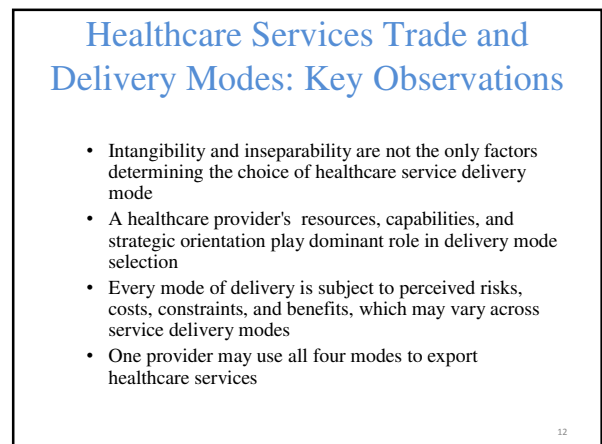 Healthcare Services Trade and
Delivery Modes: Key Observations
• Intangibility and inseparability are not the only factors
determining the choice of healthcare service delivery
mode
• A healthcare provider's resources, capabilities, and
strategic orientation play dominant role in delivery mode
selection
• Every mode of delivery is subject to perceived risks,
costs, constraints, and benefits, which may vary across
service delivery modes
• One provider may use all four modes to export
healthcare services
12